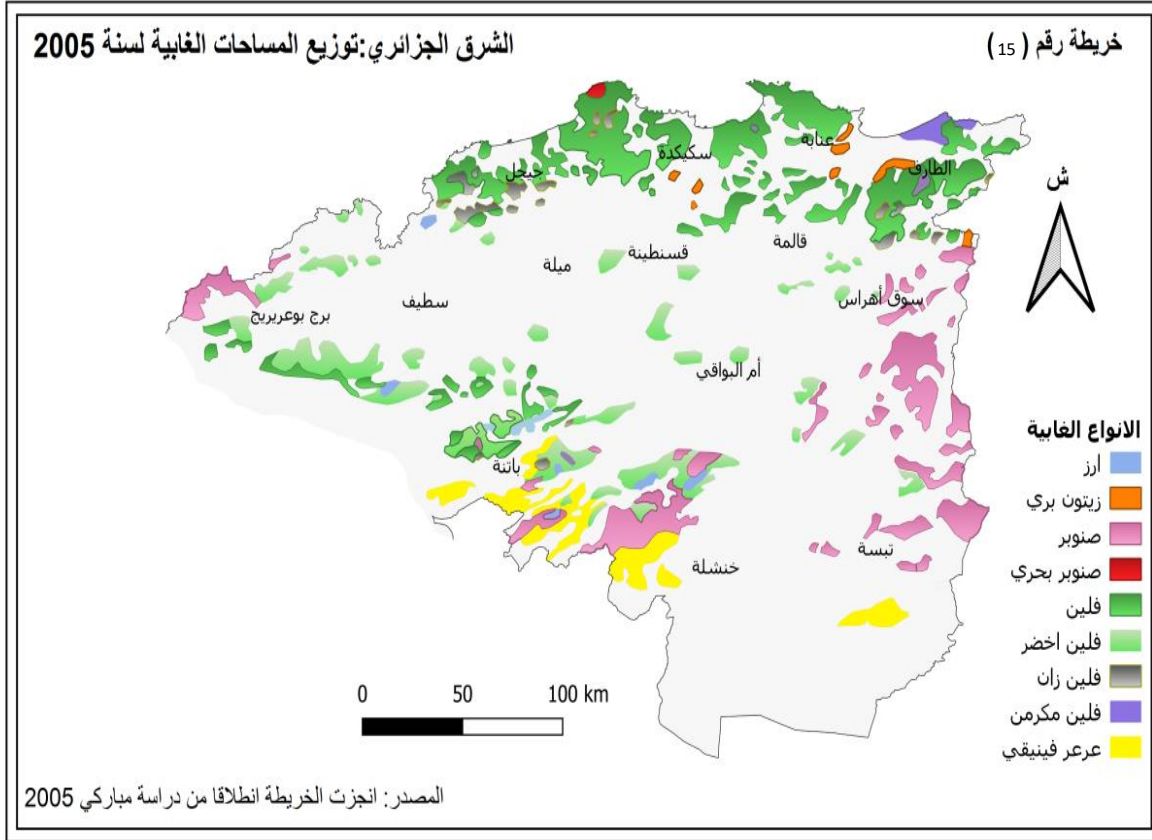 خريطة رقم ( 15 )
الشرق الجزائري:توزيع المساحات الغابية لسنة 2005
ش
عنابة
سكيكدة
الطارف
جيجل
قالمة
قسنطينة
ميلة
سوق أهراس
سطيف
برج بوعريريج
أم البواقي
باتنة
تبسة
خنشلة
الانواع الغابية
ارز
زيتون بري
صنوبر
صنوبر بحري
فلين
فلين اخضر
فلين زان
فلين مكرمن
عرعر فينيقي
0 50 100 km
المصدر: انجزت الخريطة انطلاقا من دراسة مباركي 2005